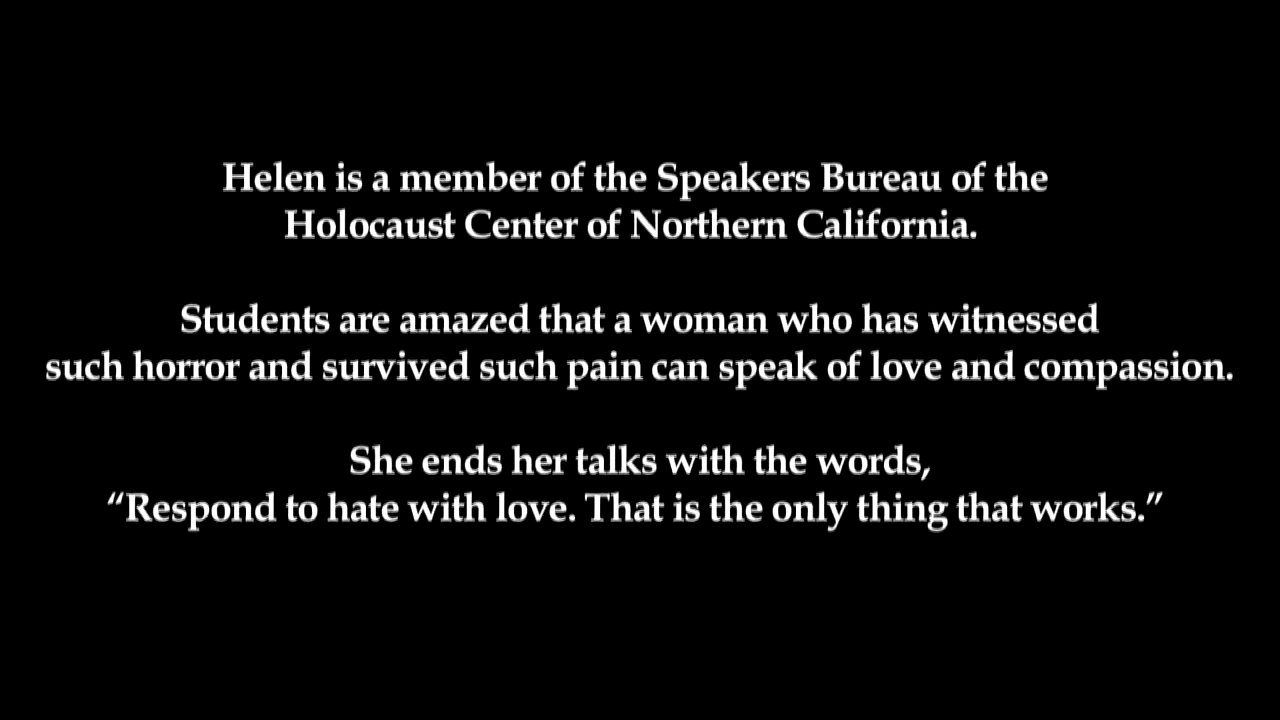 Helen is a member of the Speakers Bureau of the
Holocaust Center of Northern California.
Students are amazed that a woman who has witnessed
such horror and survived such pain can speak of love and compassion.
She ends her talks with the words,
“Respond to hate with love. That is the only thing that works.”